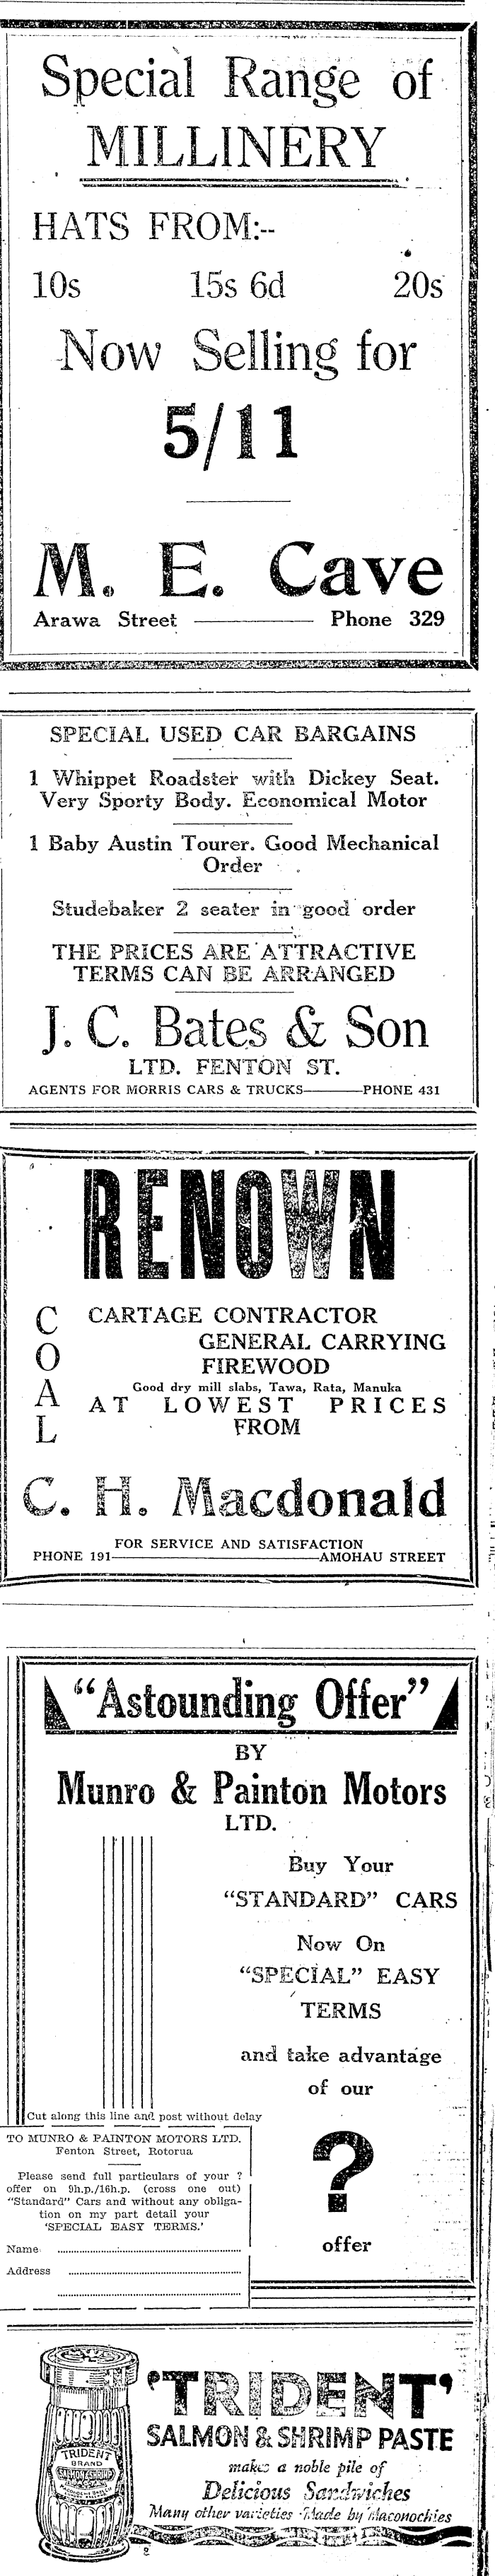 Special Range of
MILLINERY
HATS FROM:--
10s 15s 6d 20s
Now Selling for
5/11
M. E. Cave
Arawa Street Phone 329
SPECIAL USED CAR BARGAINS
1 Whippet Roadster with Dickey Seat.
Very Sporty Body. Economical Motor
1 Baby Austin Tourer. Good Mechanical
Order
Studebaker 2 seater in good order
THE PRICES ARE ATTRACTIVE
TERMS CAN BE ARRANGED
J. C. Bates & Son
LTD. FENTON ST.
AGENTS FOR MORRIS CARS & TRUCKS PHONE 431
RENOWN
COAL
CARTAGE CONTRACTOR
GENERAL CARRYING
FIREWOOD
Good dry mill slabs, Tawa, Rata, Manuka
AT LOWEST PRICES
FROM
C. H. Macdonald
FOR SERVICE AND SATISFACTION
PHONE 191 AMOHAU STREET
"Astounding Offer"
BY
Munro & Painton Motors
LTD.
Buy Your
"STANDARD" CARS
Now On
"SPECIAL" EASY
TERMS
and take advantage
of our
?
offer
Cut along this line and post without delay
TO MUNRO & PAINTON MOTORS LTD.
Fenton Street, Rotorua
Please send full particulars of your ?
offer on 9h.p./16h.p. (cross one out)
"Standard" Cars and without any obliga-
tion on my part detail your
'SPECIAL EASY TERMS.'
Name
Address
'TRIDENT'
SALMON & SHRIMP PASTE
makes a noble pile of
Delicious Sandwiches
Many other varieties Made by Maconochies
TRIDENT
BRAND
SALMON & SHRIMP